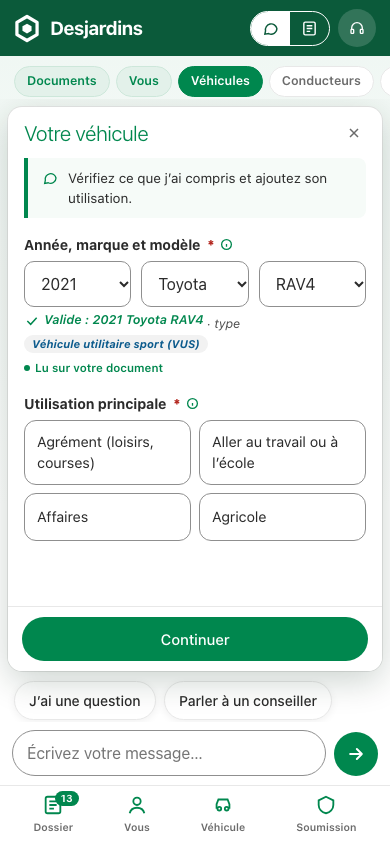 Desjardins
Documents
Vous
Véhicules
Conducteurs
Votre véhicule
Vérifiez ce que j'ai compris et ajoutez son
utilisation.
Année, marque et modèle *
2021
Toyota
RAV4
Valide : 2021 Toyota RAV4 . type
Véhicule utilitaire sport (VUS)
Lu sur votre document
Utilisation principale *
Agrément (loisirs,
courses)
Aller au travail ou à
l'école
Affaires
Agricole
Continuer
J'ai une question
Parler à un conseiller
Écrivez votre message...
13
Dossier
Vous
Véhicule
Soumission